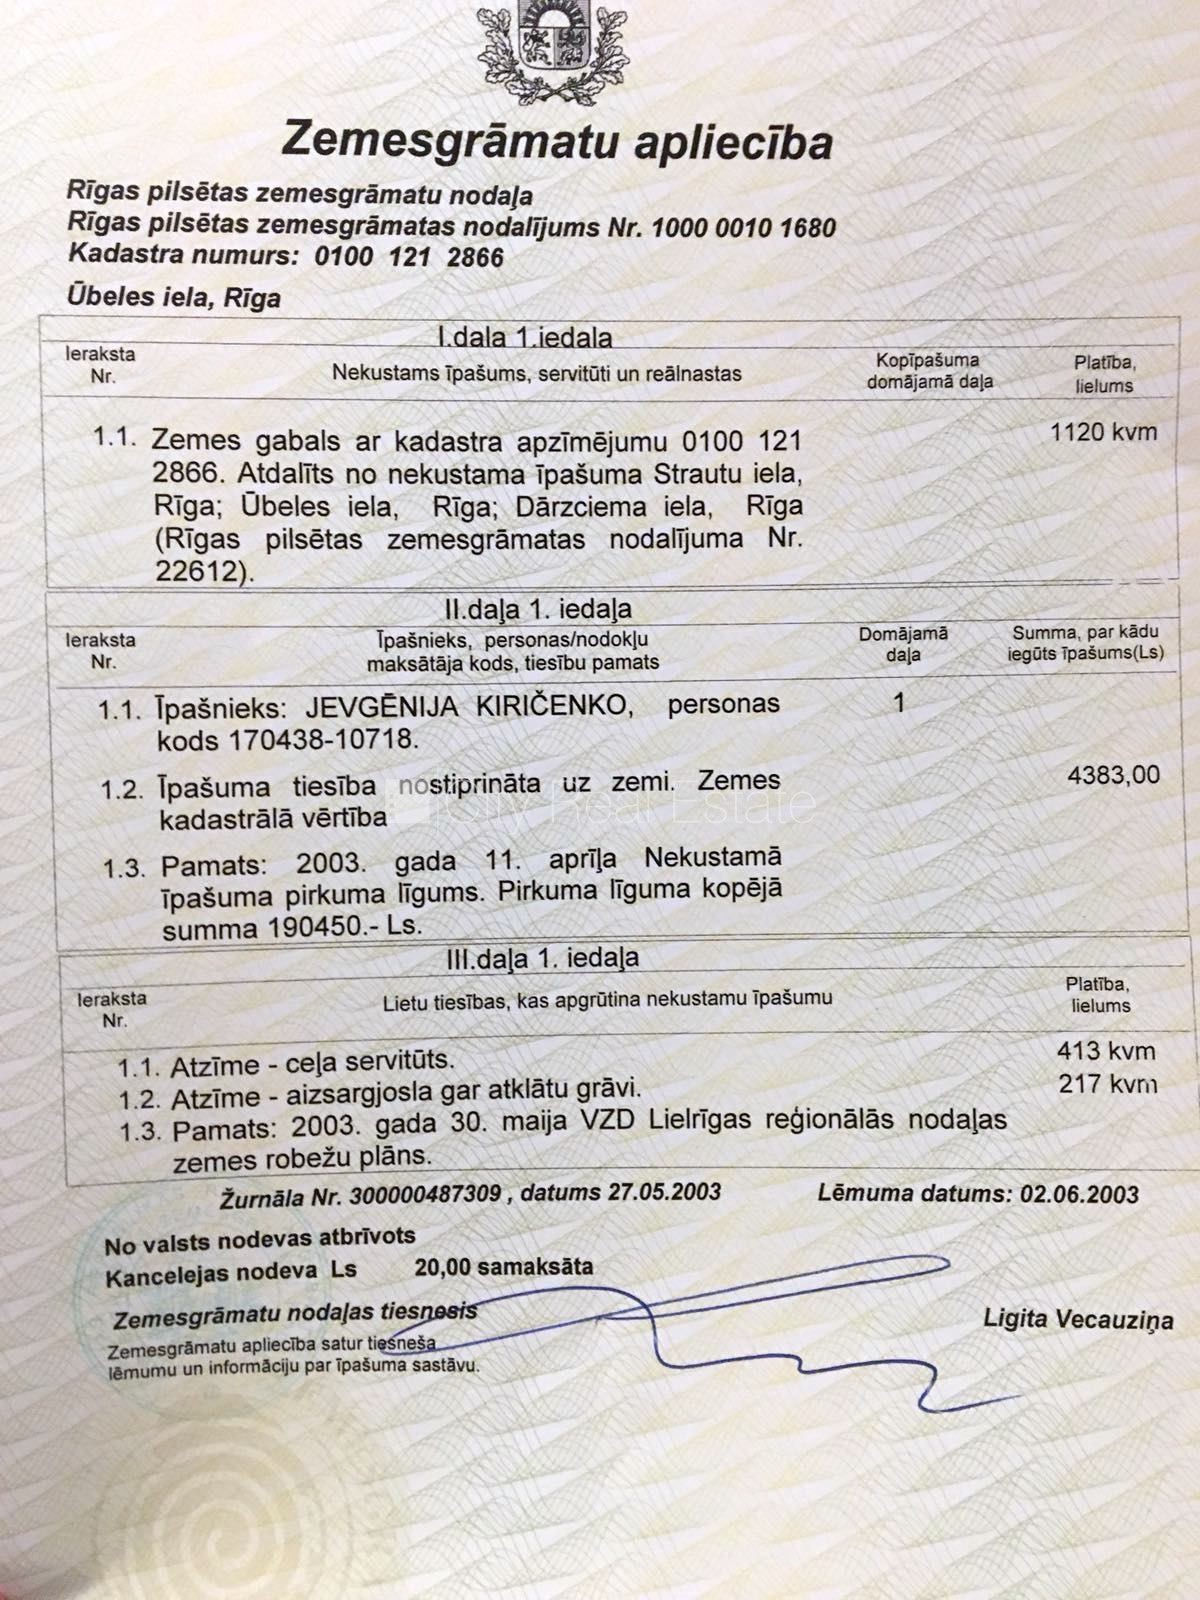 Zemesgrāmatu apliecība
Rīgas pilsētas zemesgrāmatu nodaļa
Rīgas pilsētas zemesgrāmatas nodalījums Nr. 1000 0010 1680
Kadastra numurs: 0100 121 2866
Ūbeles iela, Rīga
I.daļa 1.iedaļa
Ieraksta Nr.
Nekustams īpašums, servitūti un reālnastas
Kopīpašuma domājamā daļa
Platība, lielums
1.1. Zemes gabals ar kadastra apzīmējumu 0100 121 1120 kvm
2866. Atdalīts no nekustama īpašuma Strautu iela,
Rīga; Ūbeles iela, Rīga; Dārzciema iela, Rīga
(Rīgas pilsētas zemesgrāmatas nodalījuma Nr.
22612).
II.daļa 1. iedaļa
Ieraksta Nr.
Īpašnieks, personas/nodokļu
maksātāja kods, tiesību pamats
Domājamā daļa
Summa, par kādu
iegūts īpašums(Ls)
1.1. Īpašnieks: JEVGĒNIJA KIRIČENKO, personas 1
kods 170438-10718.
1.2. Īpašuma tiesība nostiprināta uz zemi. Zemes 4383,00
kadastrālā vērtība
City Real Estate
1.3. Pamats: 2003. gada 11. aprīļa Nekustamā
īpašuma pirkuma līgums. Pirkuma līguma kopējā
summa 190450.- Ls.
III.daļa 1. iedaļa
Ieraksta Nr.
Lietu tiesības, kas apgrūtina nekustamu īpašumu
Platība, lielums
1.1. Atzīme - ceļa servitūts. 413 kvm
1.2. Atzīme - aizsargjosla gar atklātu grāvi. 217 kvm
1.3. Pamats: 2003. gada 30. maija VZD Lielrīgas reģionālās nodaļas
zemes robežu plāns.
Žurnāla Nr. 300000487309 , datums 27.05.2003 Lēmuma datums: 02.06.2003
No valsts nodevas atbrīvots
Kancelejas nodeva Ls 20,00 samaksāta
Zemesgrāmatu nodaļas tiesnesis Ligita Vecauziņa
Zemesgrāmatu apliecība satur tiesneša
lēmumu un informāciju par īpašuma sastāvu.